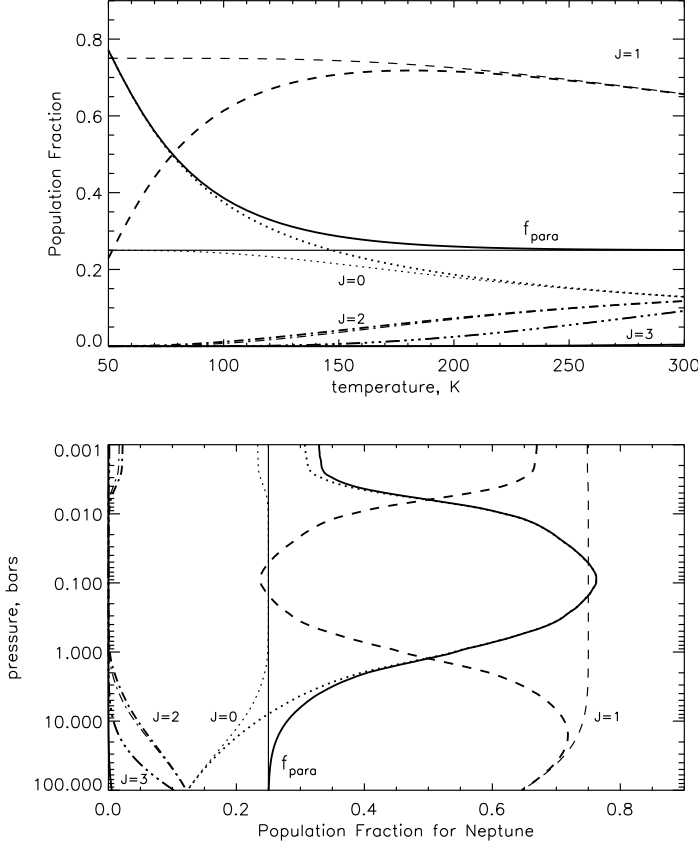 Population Fraction
0.8
0.6
0.4
0.2
0.0
J=1
f_para
J=0
J=2
J=3
50 100 150 200 250 300
temperature, K
pressure, bars
0.001
0.010
0.100
1.000
10.000
100.000
J=2 J=0 J=1
f_para
J=3
0.0 0.2 0.4 0.6 0.8
Population Fraction for Neptune